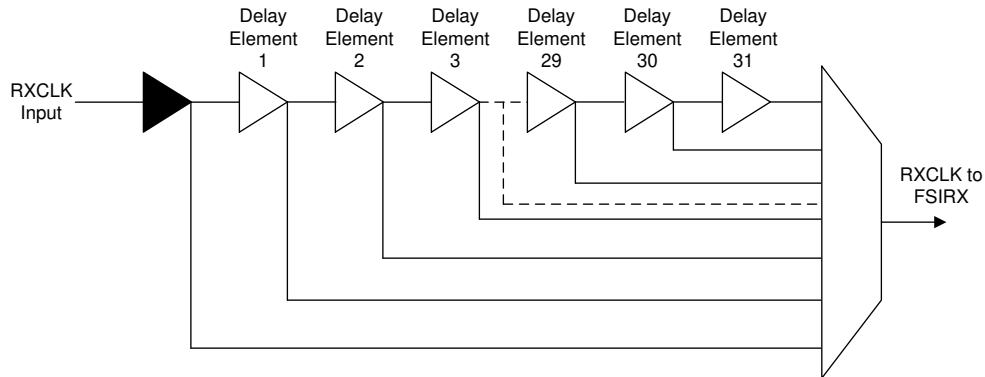 Delay
Element
1
Delay
Element
2
Delay
Element
3
Delay
Element
29
Delay
Element
30
Delay
Element
31
RXCLK
Input
RXCLK to
FSIRX